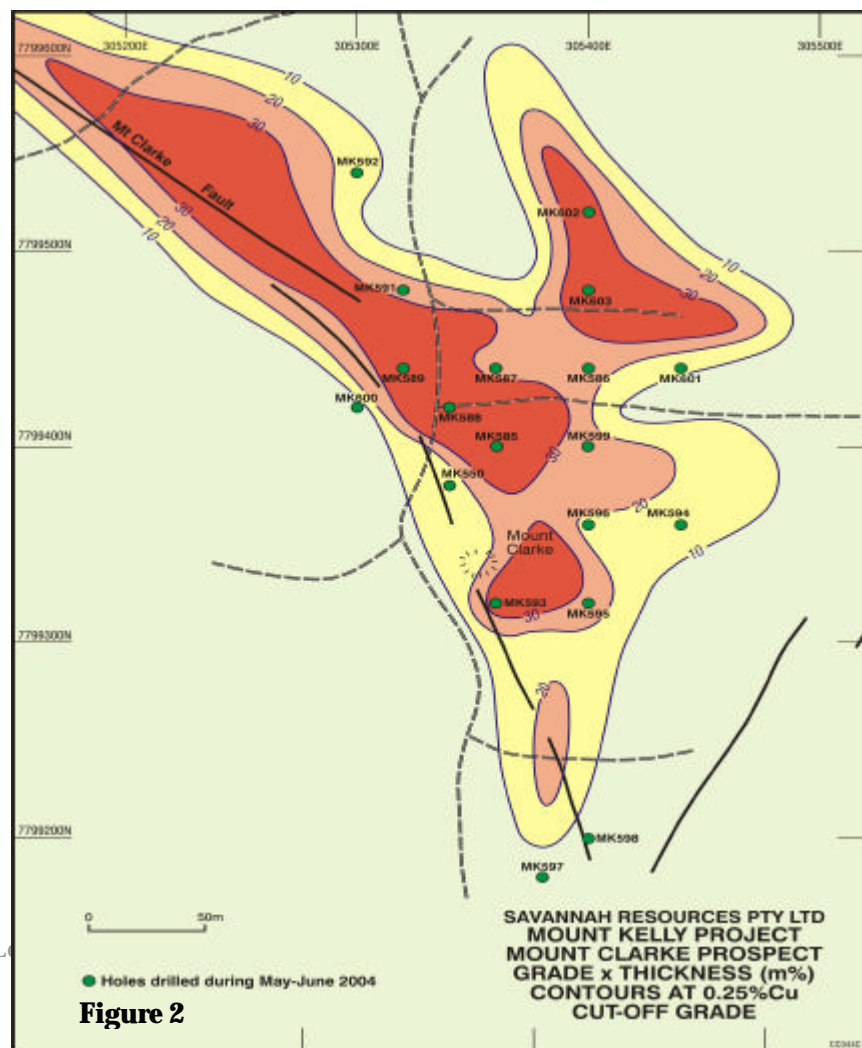 305200E
305300E
305400E
305500E
7799600N
10
20
30
Mt Clarke
Fault
MK592
10
20
30
MK602
7799500N
30
20
10
MK591
MK603
10
20
30
MK589
MK587
MK586
MK601
MK600
MK588
7799400N
MK585
30
MK599
MK550
20
MK596
MK594
Mount
Clarke
10
MK593
30
MK595
7799300N
20
7799200N
MK598
MK597
0
50m
SAVANNAH RESOURCES PTY LTD
MOUNT KELLY PROJECT
MOUNT CLARKE PROSPECT
GRADE x THICKNESS (m%)
CONTOURS AT 0.25%Cu
CUT-OFF GRADE
Holes drilled during May-June 2004
Figure 2